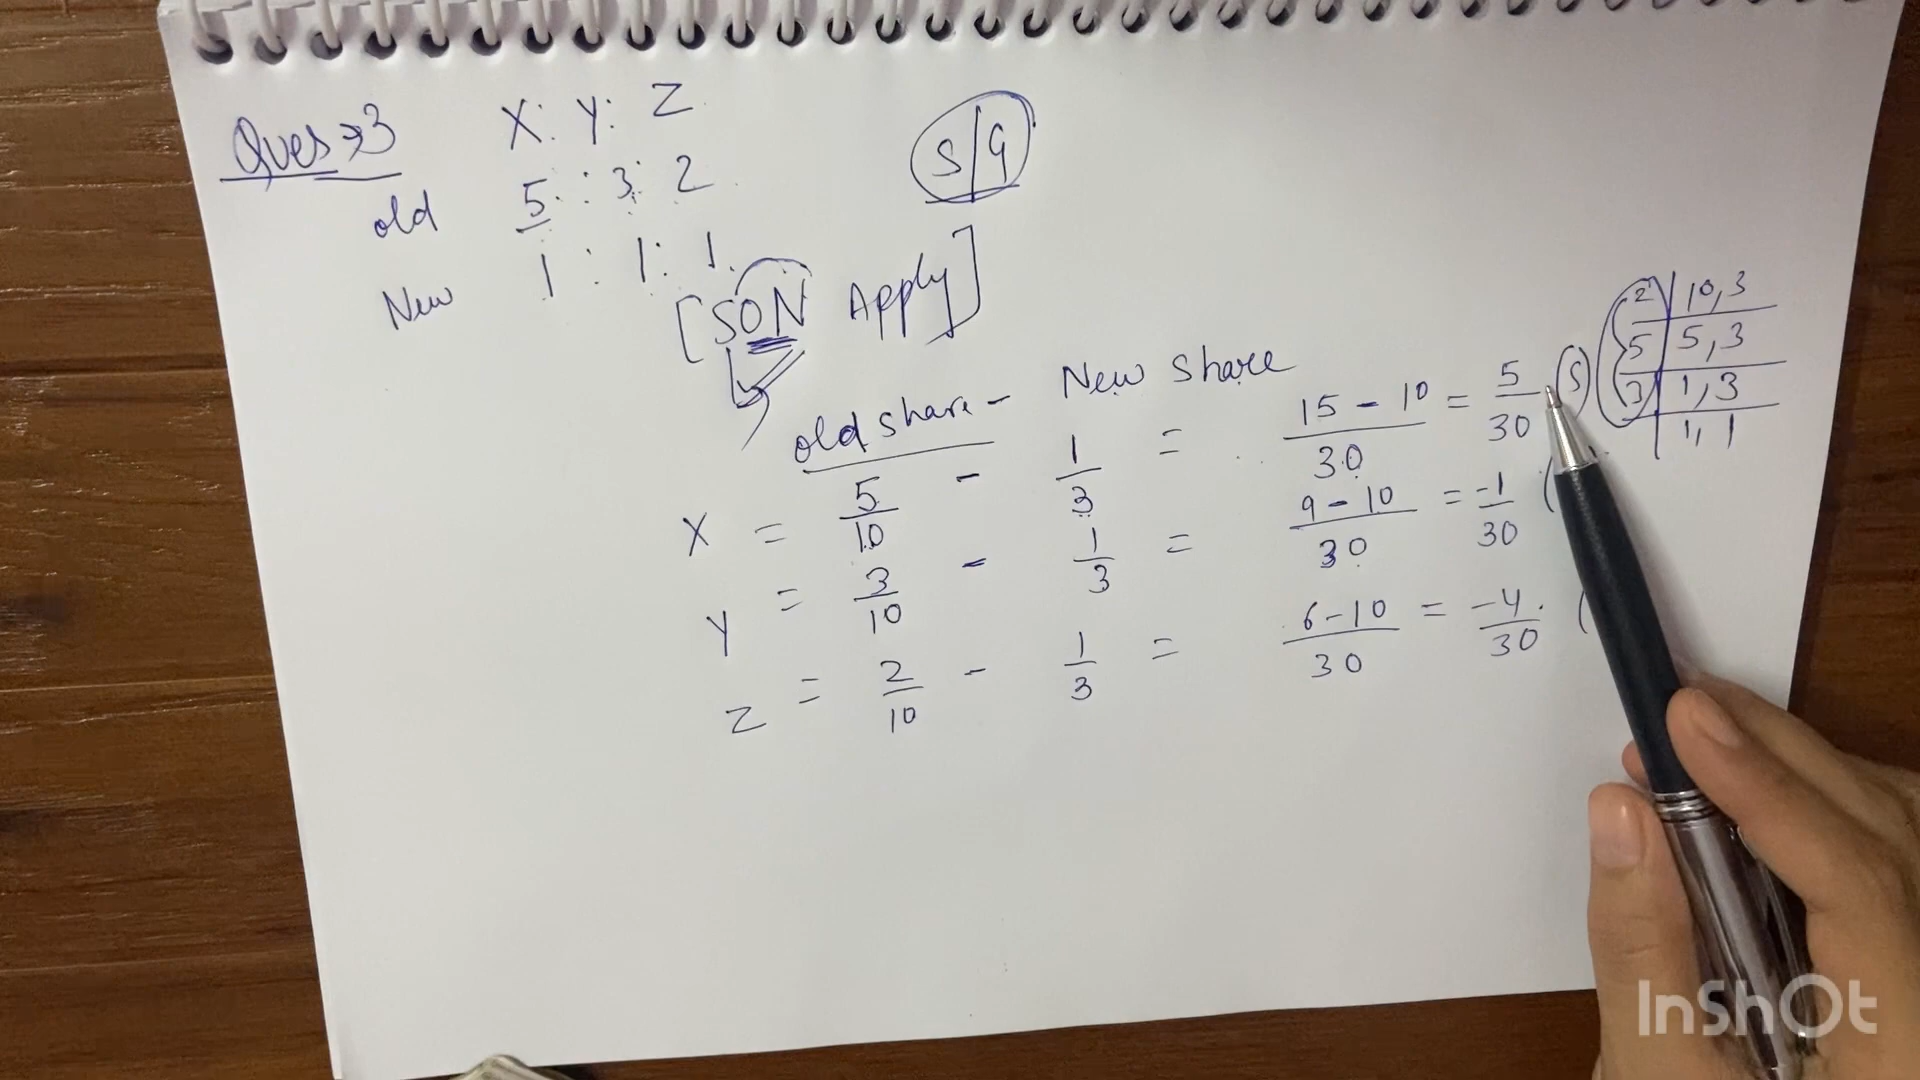 Ques → 3
X : Y : Z
old 5 : 3 : 2
New 1 : 1 : 1
S/G
[SON Apply]
old share - New share
X = 5/10 - 1/3 = 15 - 10/30 = 5/30 (S)
Y = 3/10 - 1/3 = 9 - 10/30 = -1/30 (
Z = 2/10 - 1/3 = 6 - 10/30 = -4/30 (
2 | 10, 3
5 | 5, 3
3 | 1, 3
| 1, 1
InShOt